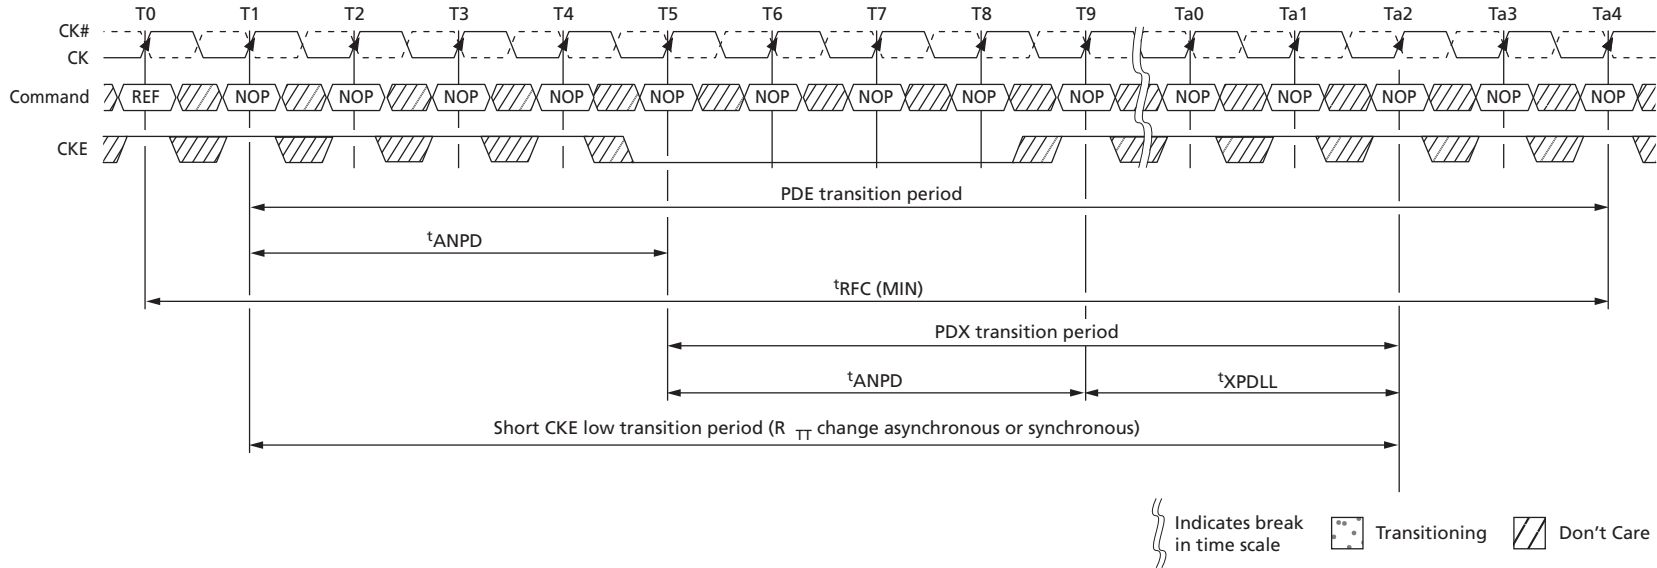 T0 T1 T2 T3 T4 T5 T6 T7 T8 T9 Ta0 Ta1 Ta2 Ta3 Ta4
CK#
CK
Command REF NOP NOP NOP NOP NOP NOP NOP NOP NOP NOP NOP NOP NOP NOP
CKE
PDE transition period
tANPD
tRFC (MIN)
PDX transition period
tANPD tXPDLL
Short CKE low transition period (R TT change asynchronous or synchronous)
Indicates break
in time scale
Transitioning
Don't Care